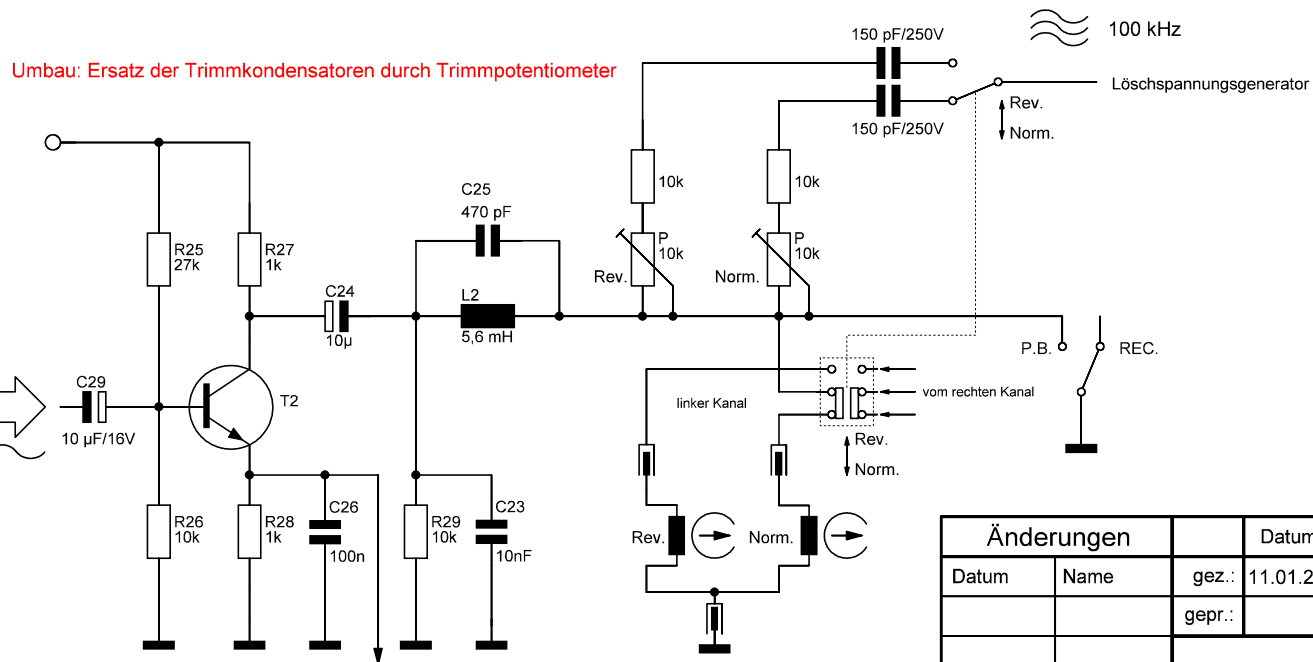 100 kHz
150 pF/250V
Umbau: Ersatz der Trimmkondensatoren durch Trimmpotentiometer
Löschspannungsgenerator
Rev.
150 pF/250V
Norm.
10k
10k
C25
470 pF
R25
27k
R27
1k
P
10k
Rev.
P
10k
Norm.
C24
10µ
L2
5,6 mH
P.B.
REC.
C29
10 µF/16V
T2
linker Kanal
vom rechten Kanal
Rev.
Norm.
R26
10k
R28
1k
C26
100n
R29
10k
C23
10nF
Rev.
Norm.
Änderungen
Datum
Datum
Name
gez.:
11.01.2
gepr.: